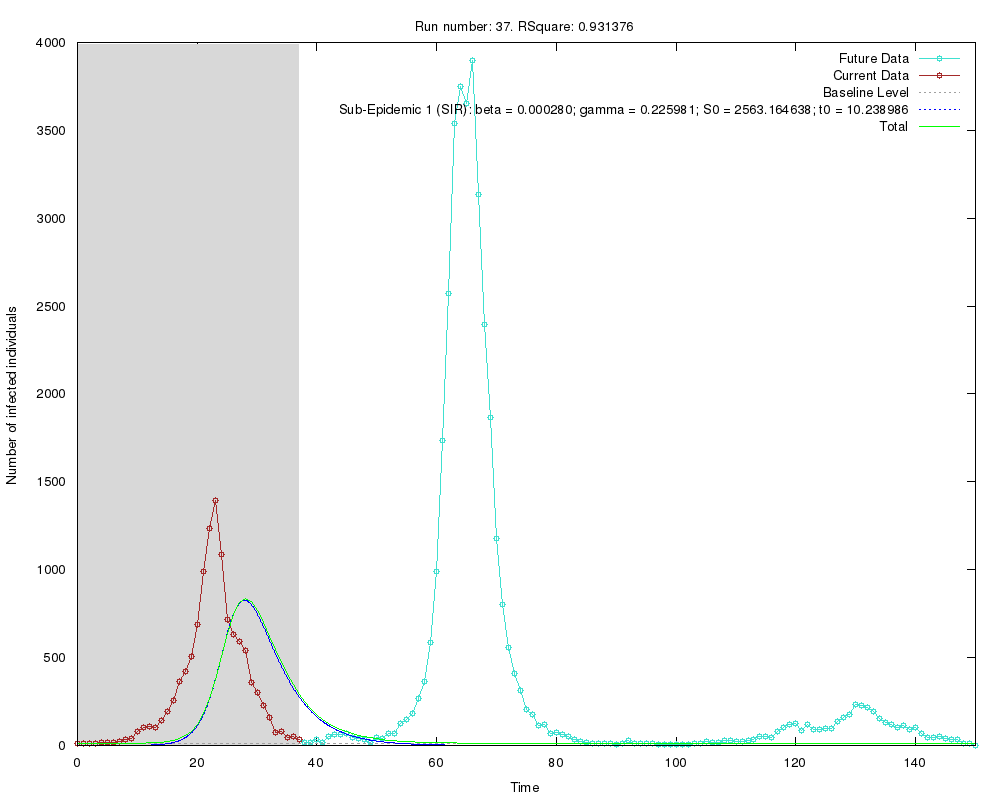 Run number: 37. RSquare: 0.931376
4000
3500
3000
2500
2000
1500
1000
500
0
Number of infected individuals
Future Data
Current Data
Baseline Level
Sub-Epidemic 1 (SIR): beta = 0.000280; gamma = 0.225981; S0 = 2563.164638; t0 = 10.238986
Total
0 20 40 60 80 100 120 140
Time